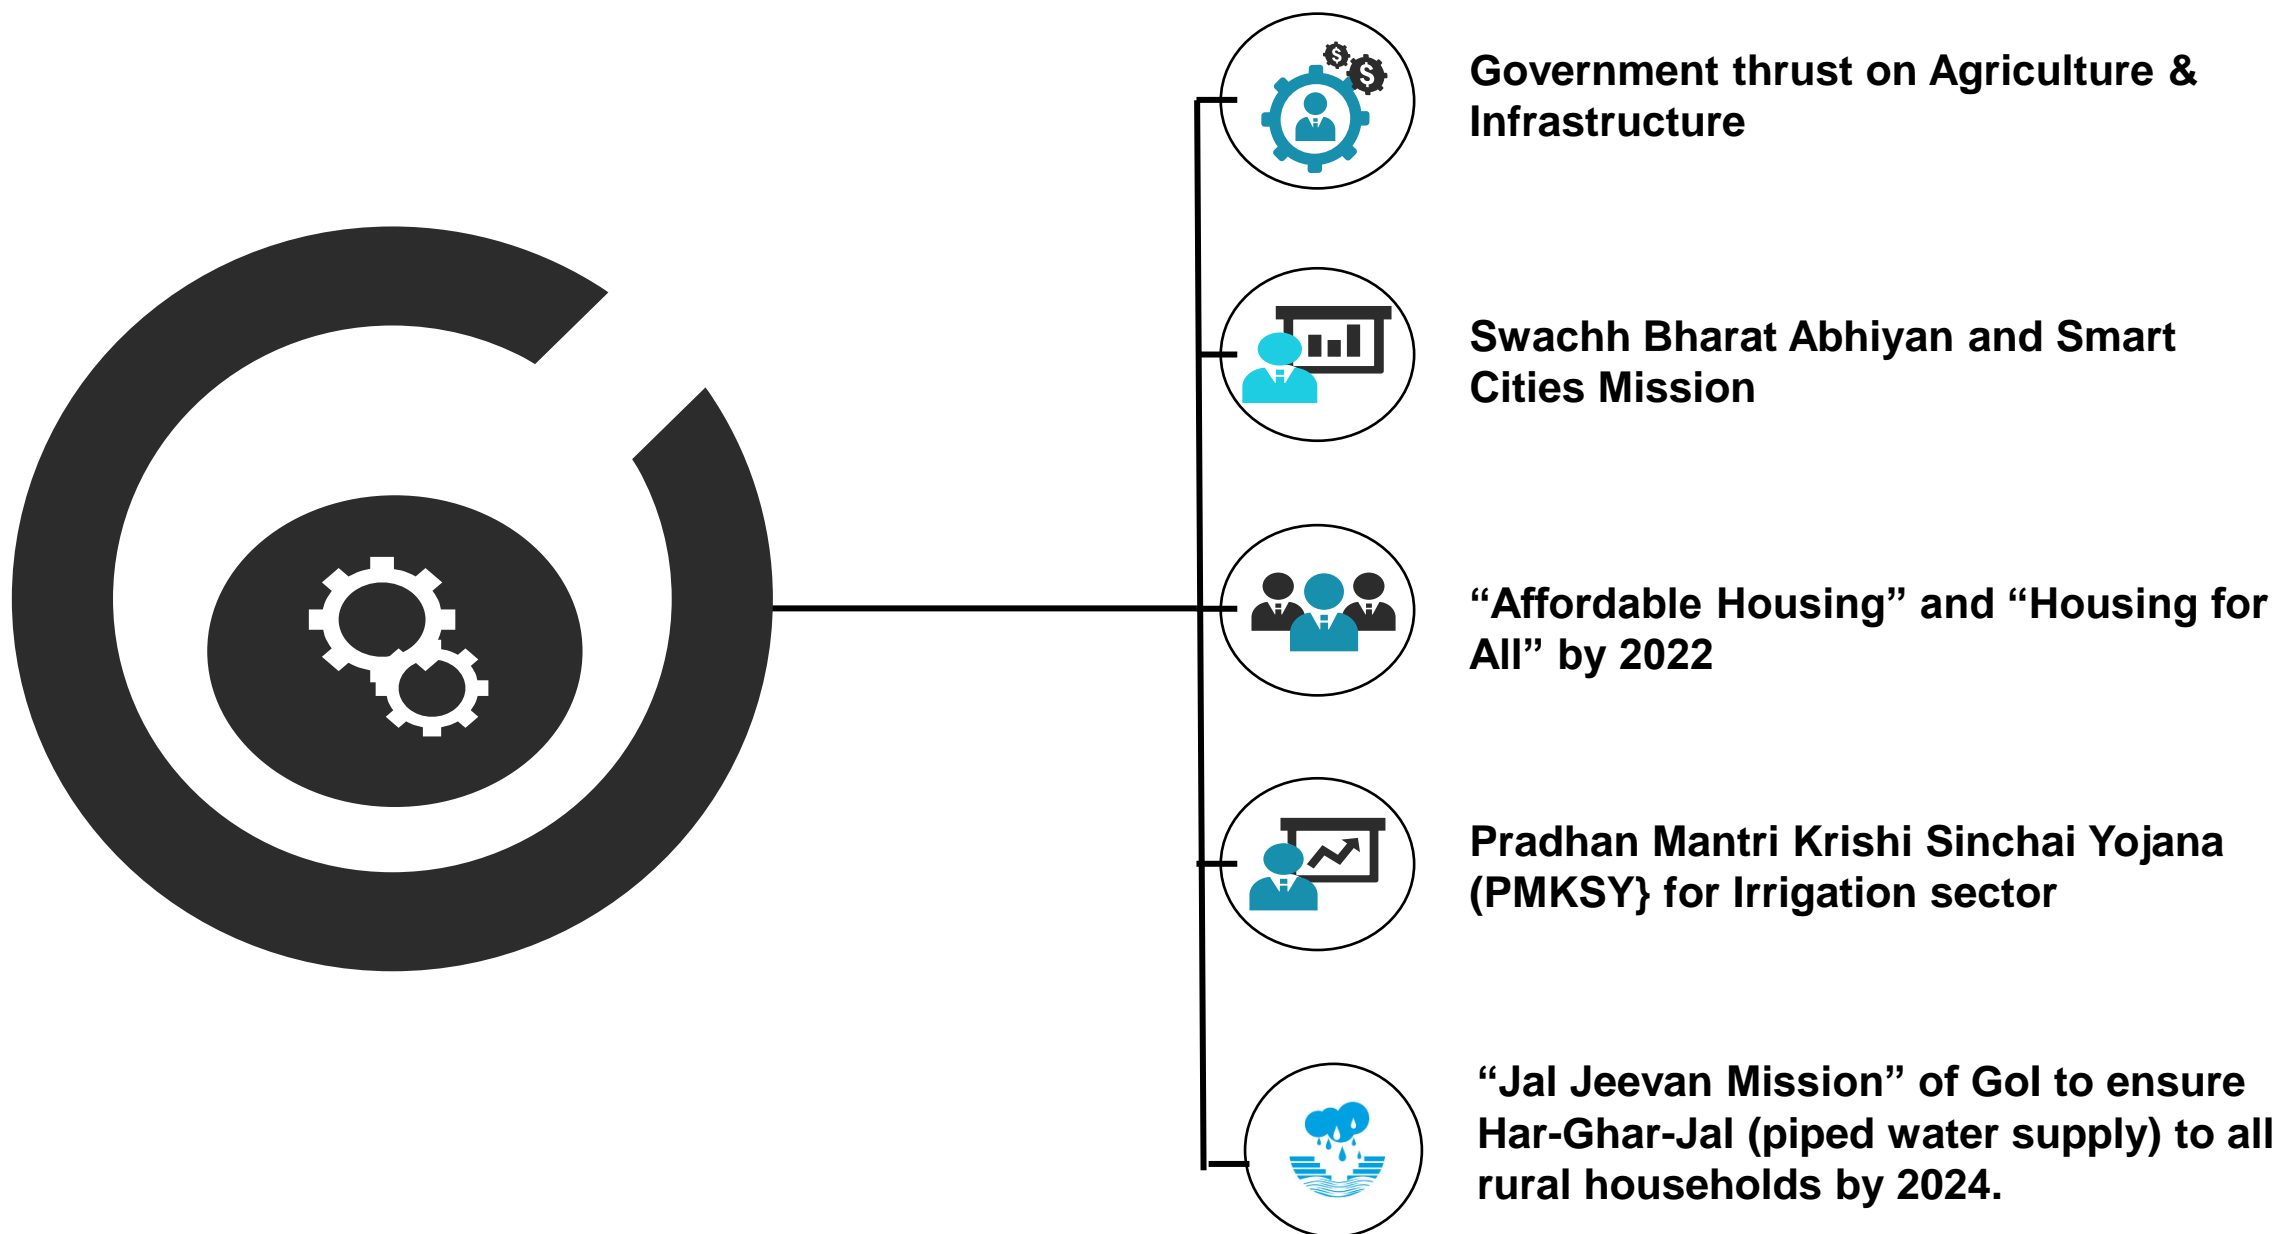 Government thrust on Agriculture &
Infrastructure
Swachh Bharat Abhiyan and Smart
Cities Mission
“Affordable Housing” and “Housing for
All” by 2022
Pradhan Mantri Krishi Sinchai Yojana
(PMKSY} for Irrigation sector
“Jal Jeevan Mission” of GoI to ensure
Har-Ghar-Jal (piped water supply) to all
rural households by 2024.